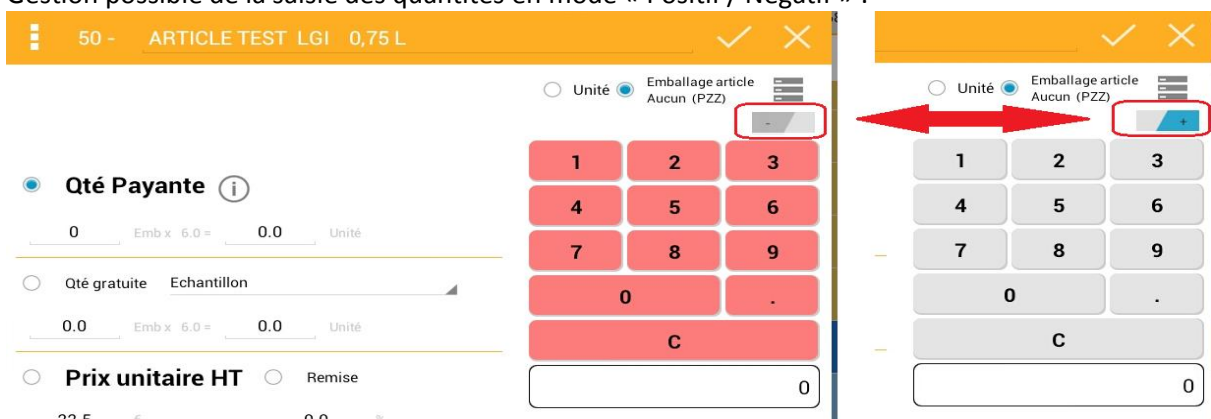 Gestion possible de la saisie des quantités en mode « Positif / Négatif » :
50 - ARTICLE TEST LGI 0,75 L
Unité Emballage article
Aucun (PZZ)
-
1 2 3
Qté Payante i
4 5 6
0 Emb x 6.0 = 0.0 Unité
7 8 9
Qté gratuite Echantillon
0 .
0.0 Emb x 6.0 = 0.0 Unité
C
Prix unitaire HT Remise
0
Unité Emballage article
Aucun (PZZ)
+
1 2 3
4 5 6
7 8 9
0 .
C
0